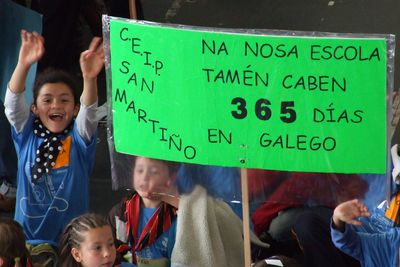 C.E.I.P.
SAN
MARTIÑO
NA NOSA ESCOLA
TAMÉN CABEN
365 DÍAS
EN GALEGO